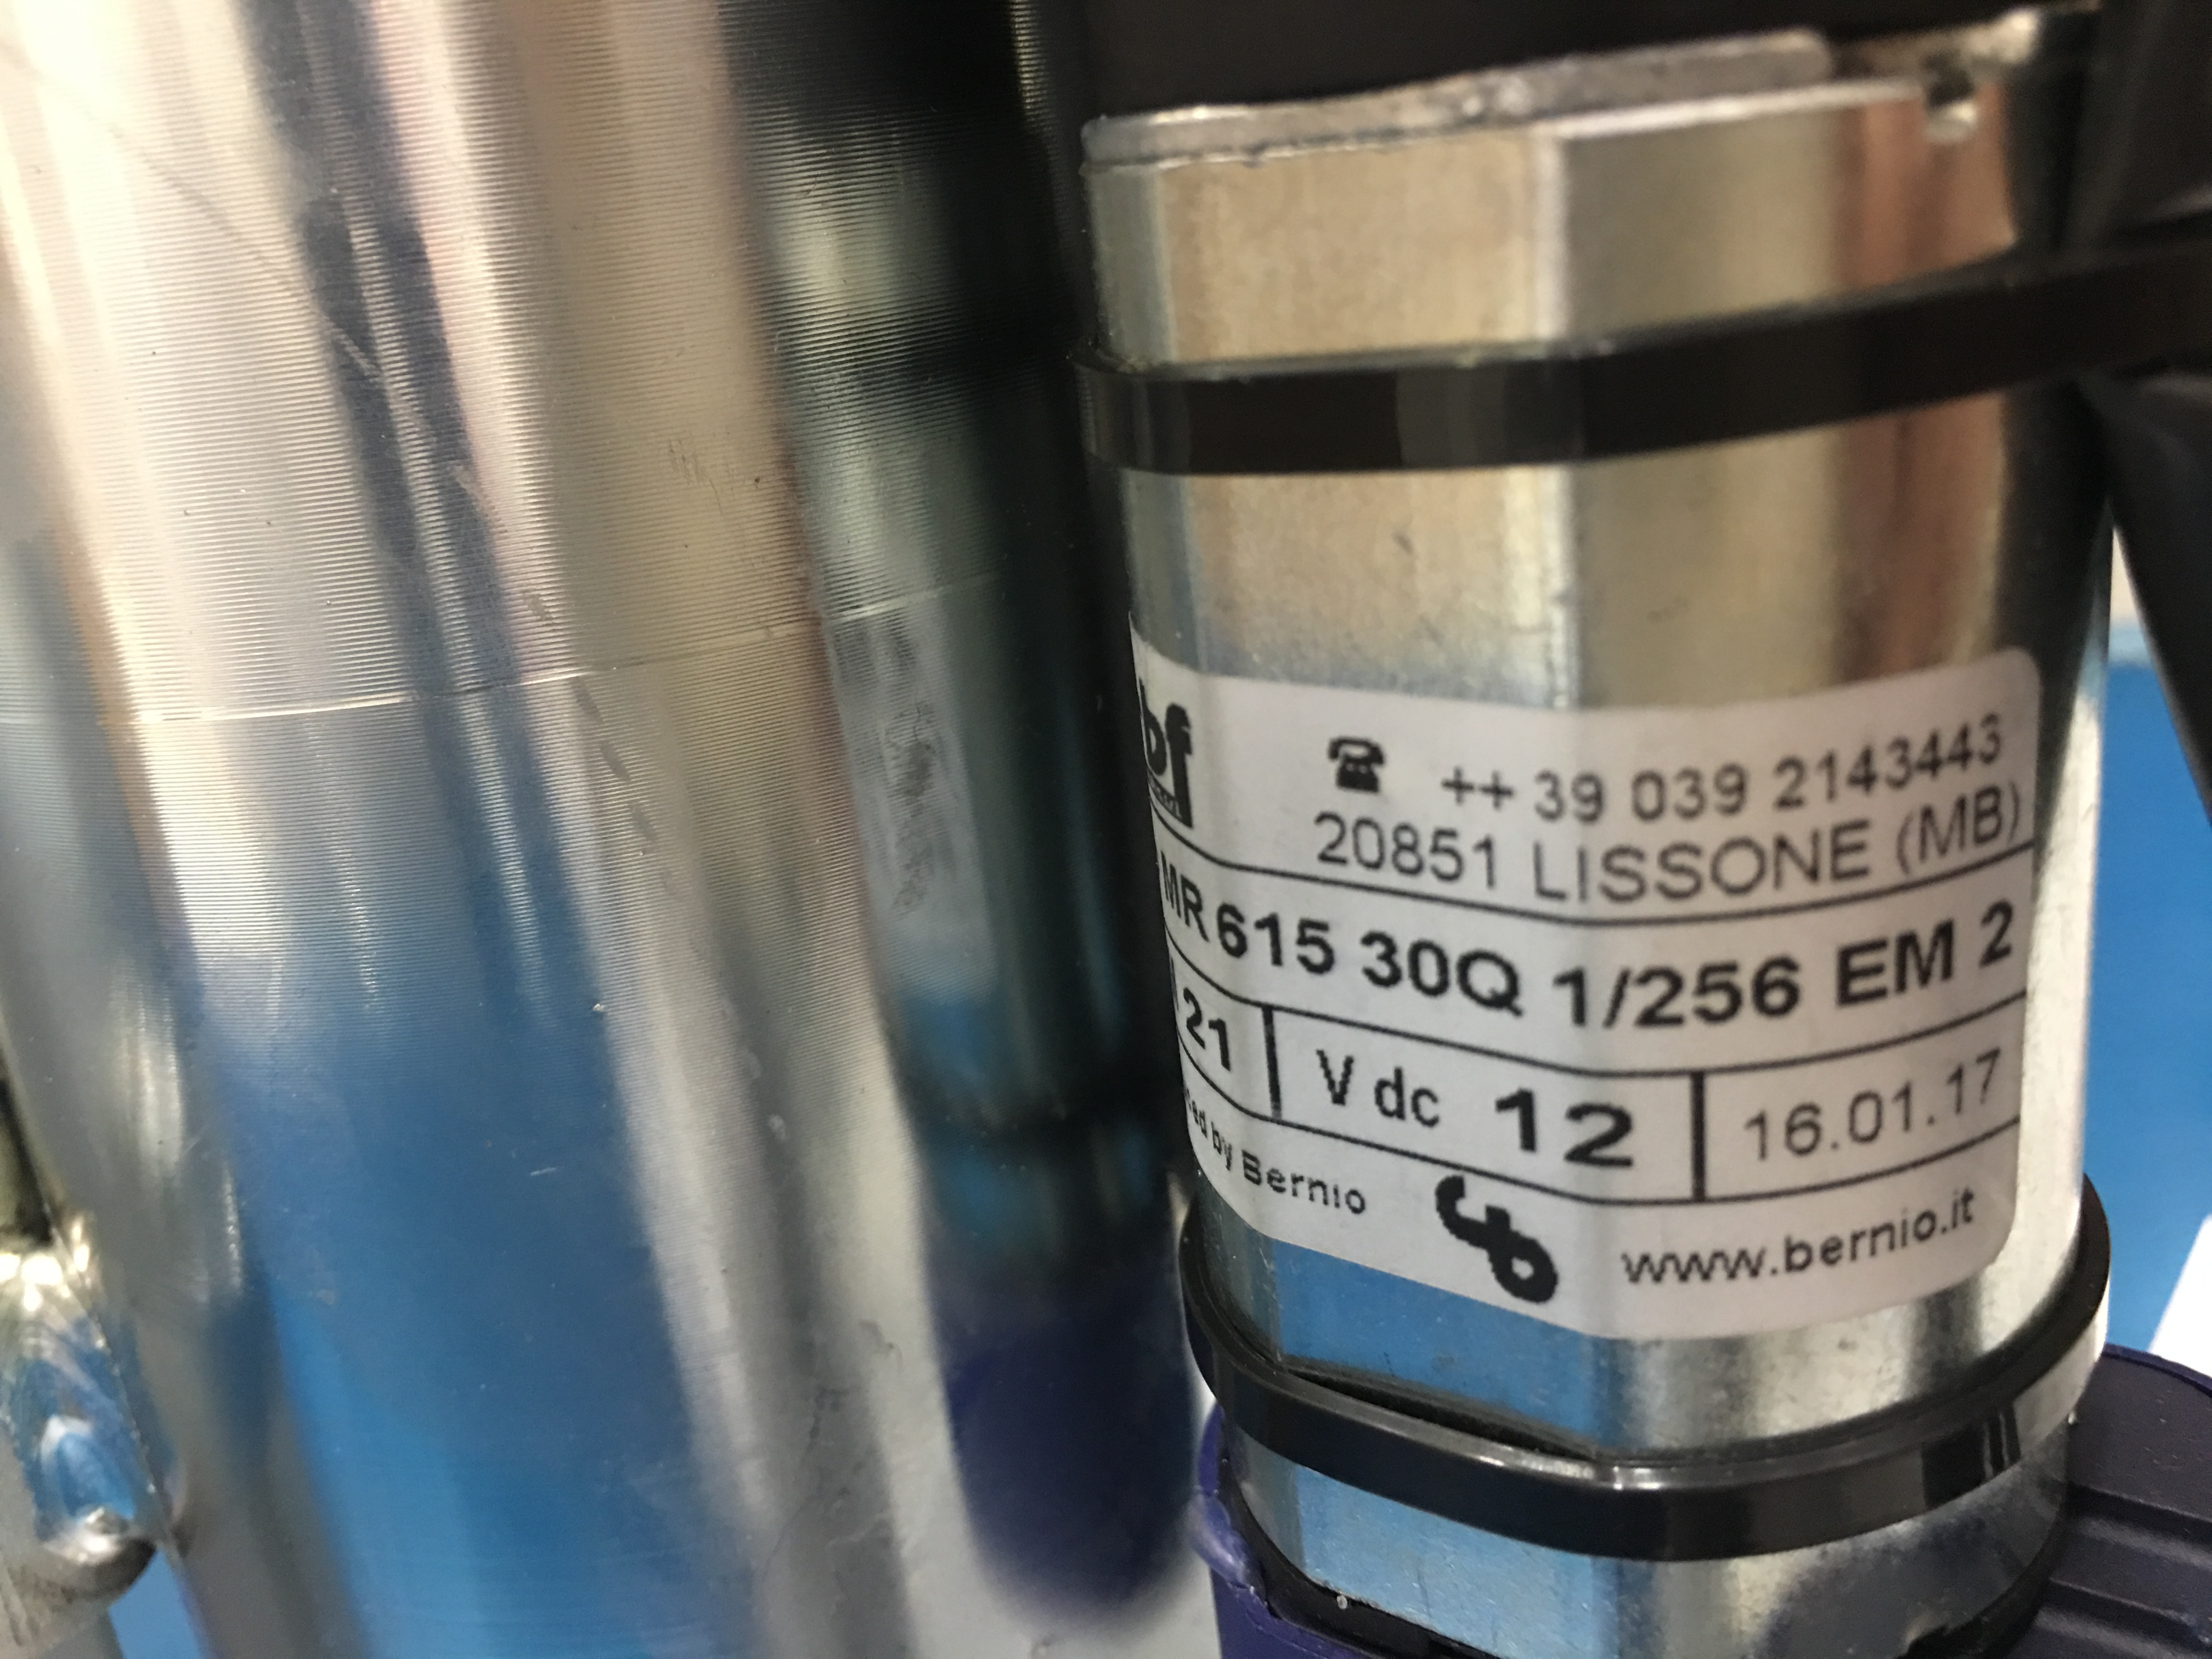 bf
++ 39 039 2143443
20851 LISSONE (MB)
MR 615 30Q 1/256 EM 2
21 V dc 12 16.01.17
by Bernio www.bernio.it